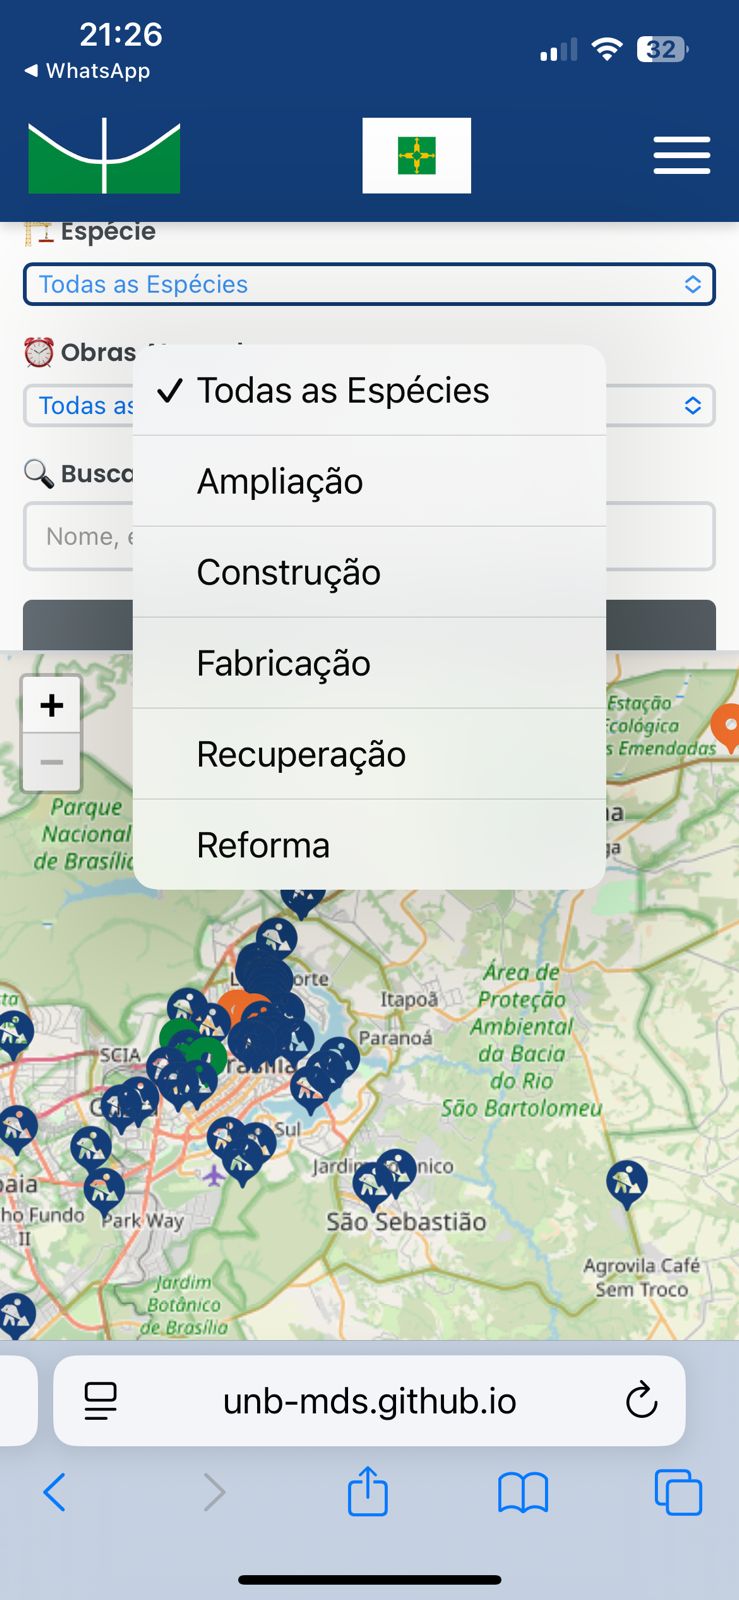 21:26
32
◀ WhatsApp
🏗️ Espécie
Todas as Espécies
⏰ Obras
Todas as
✓ Todas as Espécies
Ampliação
Construção
Fabricação
Recuperação
Reforma
🔍 Busca
Nome,
+
−
Estação
Ecológica
s Emendadas
Parque
Nacional
de Brasília
orte
Itapoã
Paranoá
SCIA
Área de
Proteção
Ambiental
da Bacia
do Rio
São Bartolomeu
Sul
Jardim
nico
aia
ho Fundo
II
Park Way
São Sebastião
Agrovila Café
Sem Troco
Jardim
Botânico
de Brasília
unb-mds.github.io